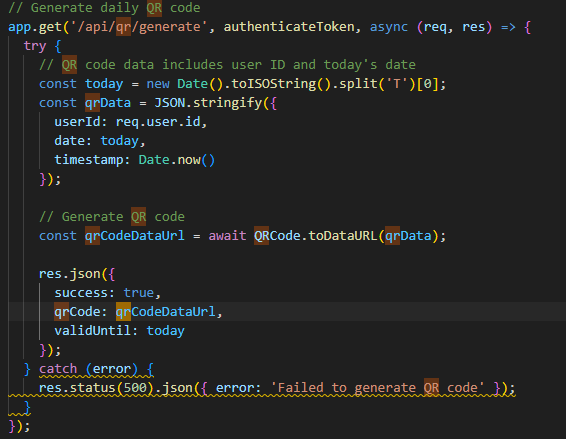 // Generate daily QR code
app.get('/api/qr/generate', authenticateToken, async (req, res) => {
  try {
    // QR code data includes user ID and today's date
    const today = new Date().toISOString().split('T')[0];
    const qrData = JSON.stringify({
      userId: req.user.id,
      date: today,
      timestamp: Date.now()
    });

    // Generate QR code
    const qrCodeDataUrl = await QRCode.toDataURL(qrData);

    res.json({
      success: true,
      qrCode: qrCodeDataUrl,
      validUntil: today
    });
  } catch (error) {
    res.status(500).json({ error: 'Failed to generate QR code' });
  }
});